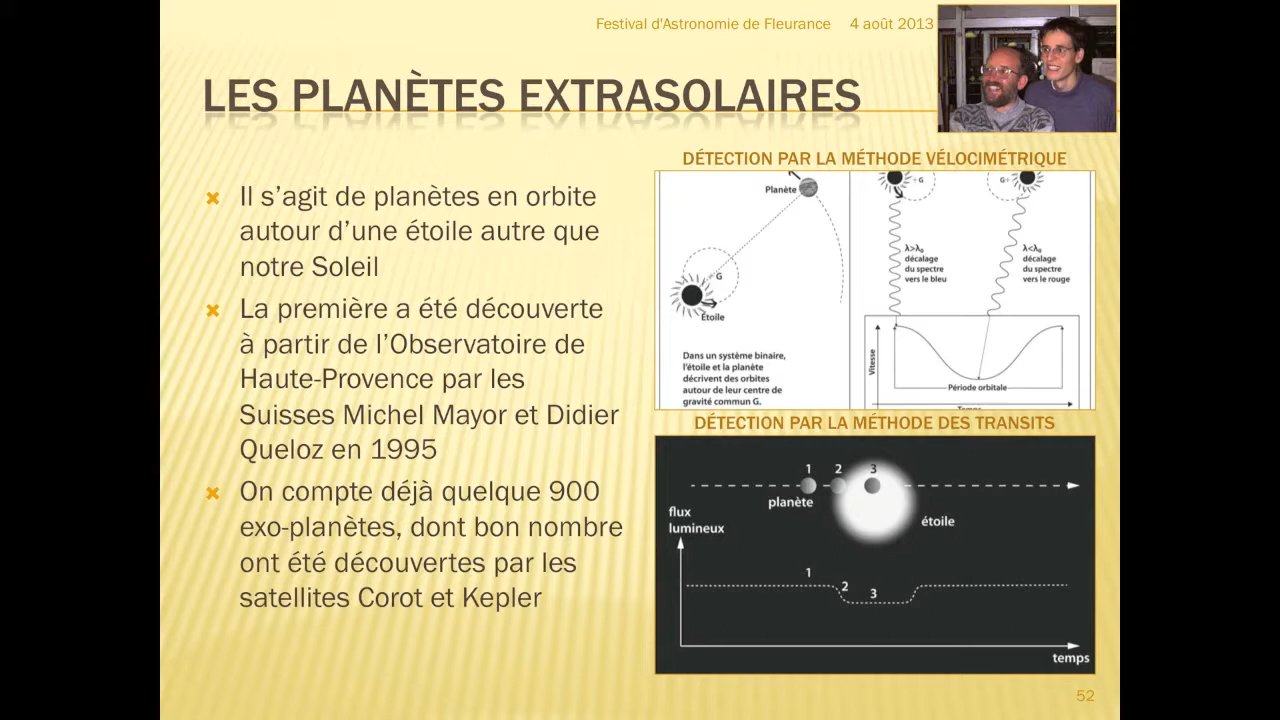 Festival d'Astronomie de Fleurance 4 août 2013
LES PLANÈTES EXTRASOLAIRES
Il s'agit de planètes en orbite
autour d'une étoile autre que
notre Soleil
La première a été découverte
à partir de l'Observatoire de
Haute-Provence par les
Suisses Michel Mayor et Didier
Queloz en 1995
On compte déjà quelque 900
exo-planètes, dont bon nombre
ont été découvertes par les
satellites Corot et Kepler
DÉTECTION PAR LA MÉTHODE VÉLOCIMÉTRIQUE
Planète
G
Étoile
Dans un système binaire,
l'étoile et la planète
décrivent des orbites
autour de leur centre de
gravité commun G.
G
G
λ>λ₀
décalage
du spectre
vers le bleu
λ<λ₀
décalage
du spectre
vers le rouge
Vitesse
Période orbitale
DÉTECTION PAR LA MÉTHODE DES TRANSITS
1 2 3
planète
flux
lumineux
étoile
1
2
3
temps
52